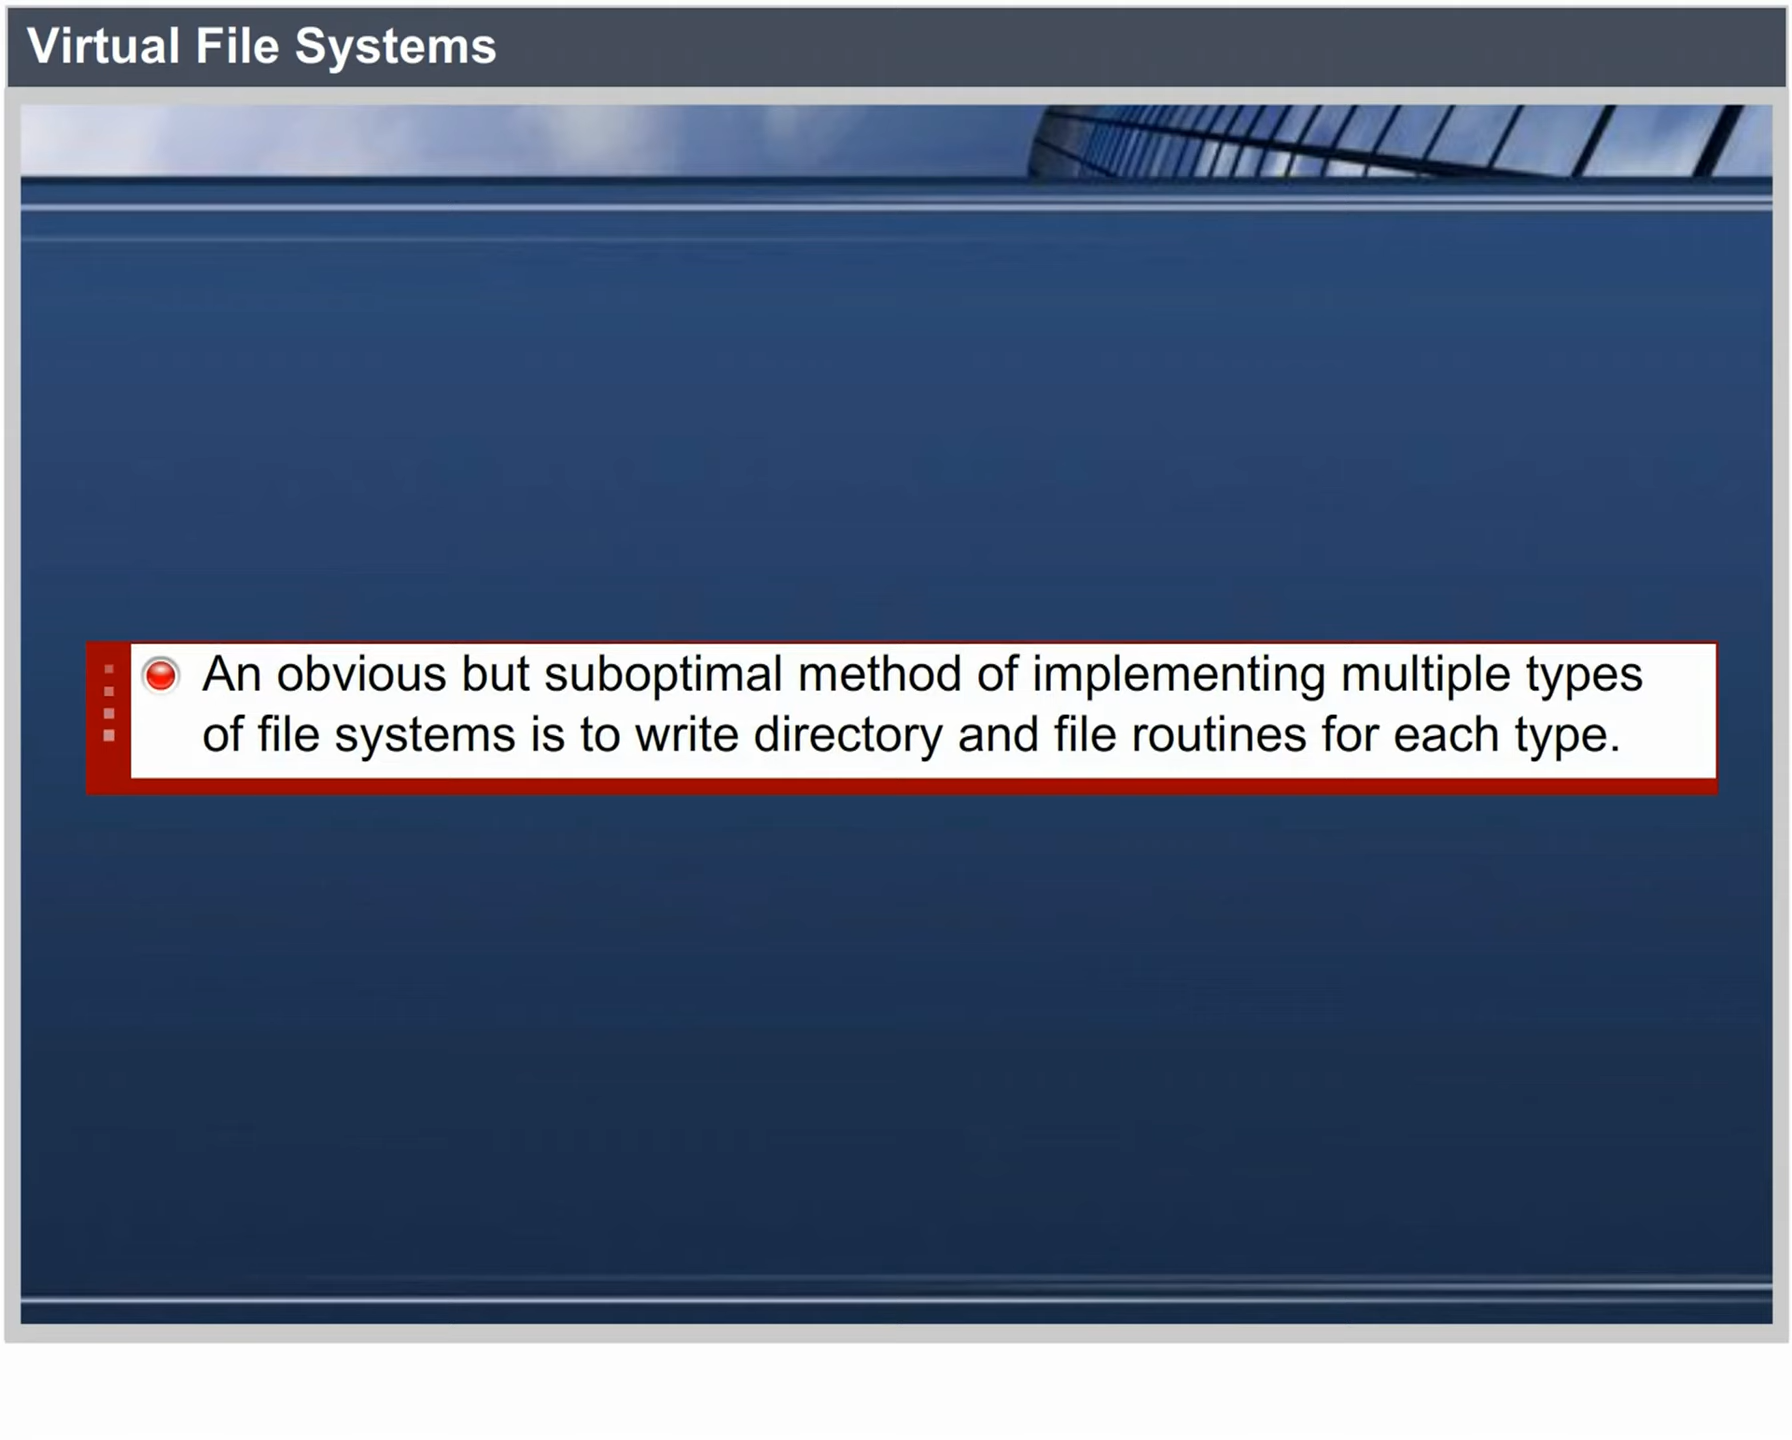 Virtual File Systems
An obvious but suboptimal method of implementing multiple types
of file systems is to write directory and file routines for each type.